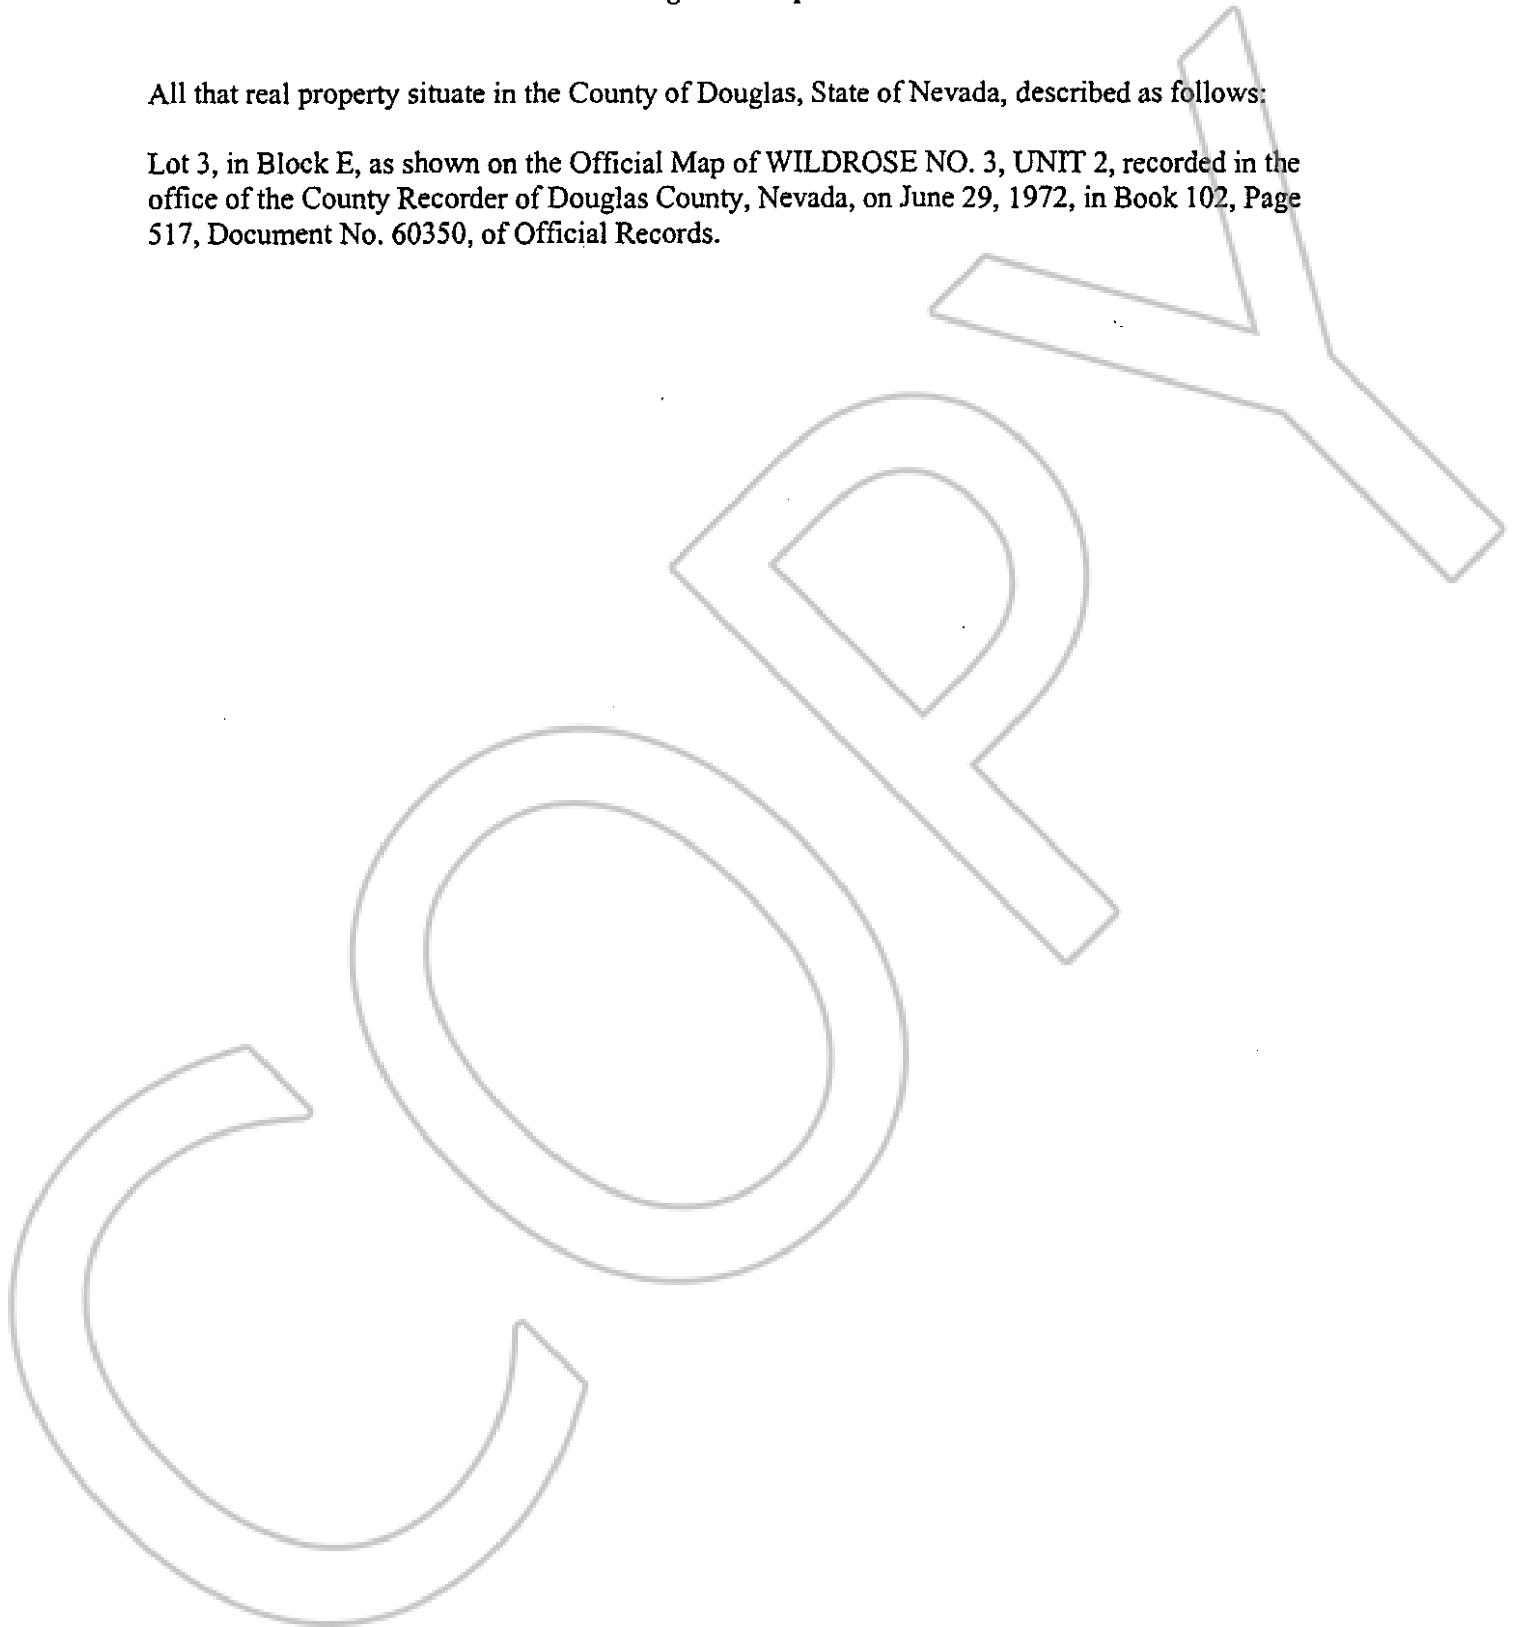 All that real property situate in the County of Douglas, State of Nevada, described as follows:
Lot 3, in Block E, as shown on the Official Map of WILDROSE NO. 3, UNIT 2, recorded in the
office of the County Recorder of Douglas County, Nevada, on June 29, 1972, in Book 102, Page
517, Document No. 60350, of Official Records.
COPY